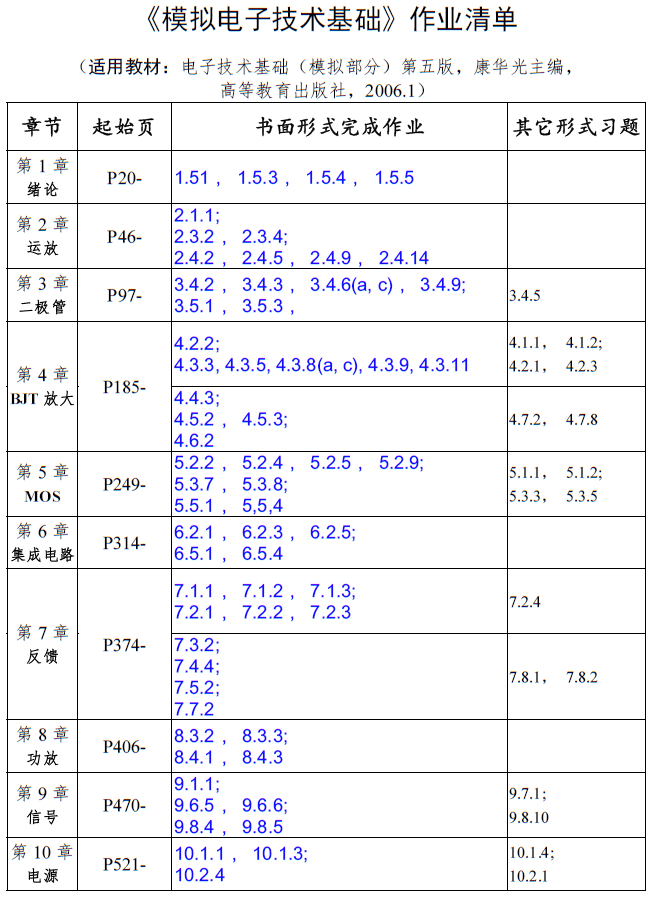 《模拟电子技术基础》作业清单
（适用教材：电子技术基础（模拟部分）第五版，康华光主编，
高等教育出版社，2006.1）
章节 起始页 书面形式完成作业 其它形式习题
第 1 章
绪论
P20-
1.51， 1.5.3， 1.5.4， 1.5.5
第 2 章
运放
P46-
2.1.1;
2.3.2， 2.3.4;
2.4.2， 2.4.5， 2.4.9， 2.4.14
第 3 章
二极管
P97-
3.4.2， 3.4.3， 3.4.6(a, c)， 3.4.9;
3.5.1， 3.5.3，
3.4.5
第 4 章
BJT 放大
P185-
4.2.2;
4.3.3, 4.3.5, 4.3.8(a, c), 4.3.9, 4.3.11
4.1.1， 4.1.2;
4.2.1， 4.2.3
4.4.3;
4.5.2， 4.5.3;
4.6.2
4.7.2， 4.7.8
第 5 章
MOS
P249-
5.2.2， 5.2.4， 5.2.5， 5.2.9;
5.3.7， 5.3.8;
5.5.1， 5,5,4
5.1.1， 5.1.2;
5.3.3， 5.3.5
第 6 章
集成电路
P314-
6.2.1， 6.2.3， 6.2.5;
6.5.1， 6.5.4
第 7 章
反馈
P374-
7.1.1， 7.1.2， 7.1.3;
7.2.1， 7.2.2， 7.2.3
7.2.4
7.3.2;
7.4.4;
7.5.2;
7.7.2
7.8.1， 7.8.2
第 8 章
功放
P406-
8.3.2， 8.3.3;
8.4.1， 8.4.3
第 9 章
信号
P470-
9.1.1;
9.6.5， 9.6.6;
9.8.4， 9.8.5
9.7.1;
9.8.10
第 10 章
电源
P521-
10.1.1， 10.1.3;
10.2.4
10.1.4;
10.2.1